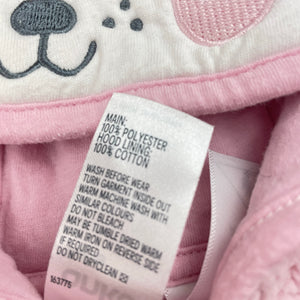 MAIN:
100% POLYESTER
HOOD LINING:
100% COTTON
WASH BEFORE WEAR
TURN GARMENT INSIDE OUT
WARM MACHINE WASH WITH
SIMILAR COLOURS
DO NOT BLEACH
MAY BE TUMBLE DRIED WARM
WARM IRON ON REVERSE SIDE
IF REQUIRED
DO NOT DRYCLEAN
163775